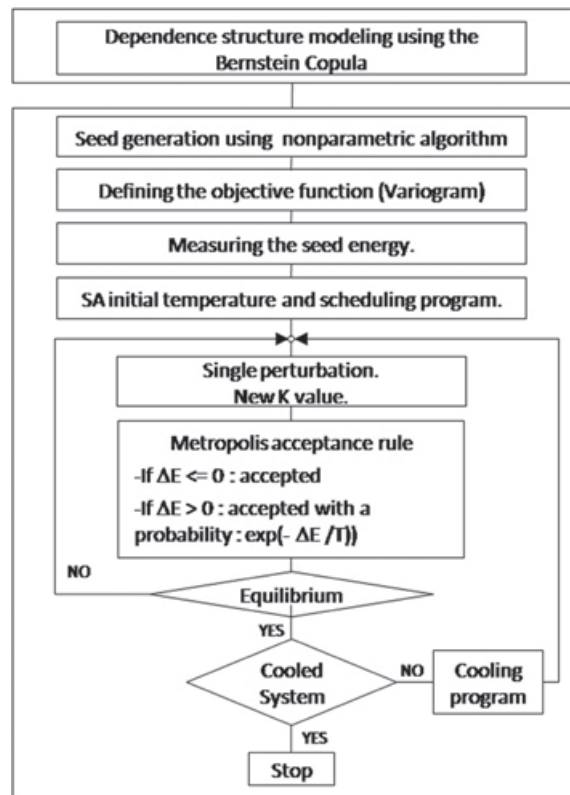 Dependence structure modeling using the
Bernstein Copula
Seed generation using nonparametric algorithm
Defining the objective function (Variogram)
Measuring the seed energy.
SA initial temperature and scheduling program.
Single perturbation.
New K value.
Metropolis acceptance rule
-If ΔE <= 0 : accepted
-If ΔE > 0 : accepted with a
probability : exp(- ΔE /T))
NO
Equilibrium
YES
Cooled
System
NO
Cooling
program
YES
Stop